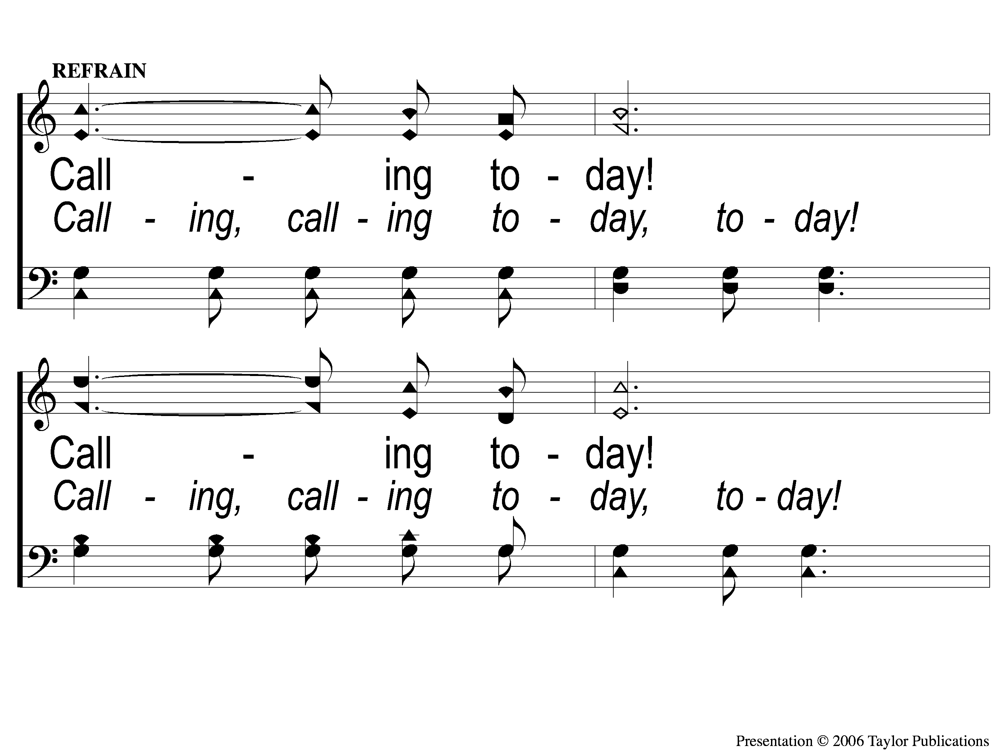 REFRAIN
Call - ing to - day!
Call - ing, call - ing to - day, to - day!
Call - ing to - day!
Call - ing, call - ing to - day, to - day!
Presentation © 2006 Taylor Publications